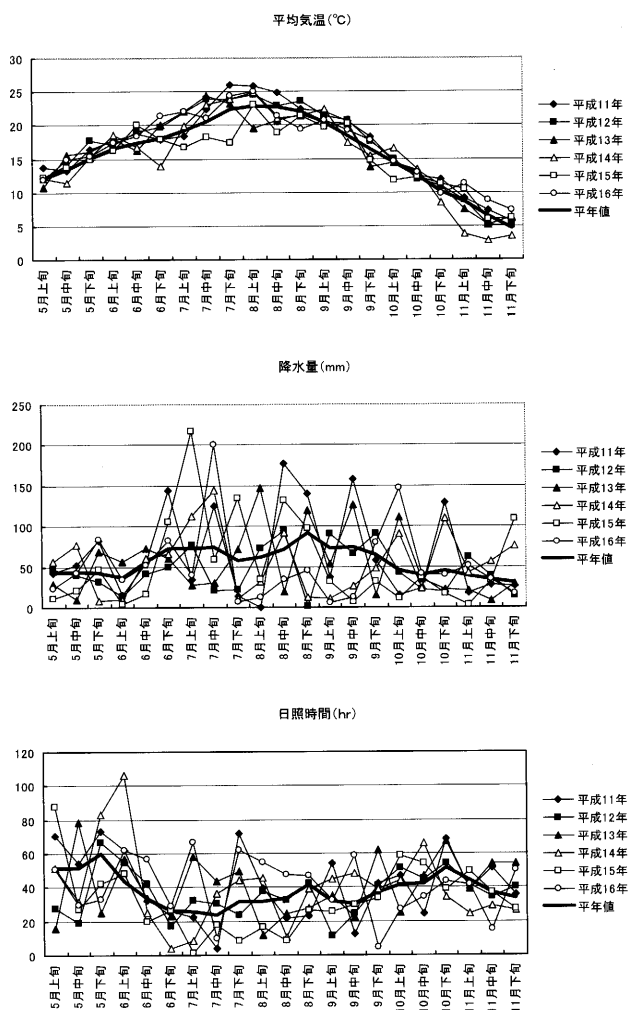 平均気温(℃)
30
25
20
15
10
5
0
5月上旬
5月中旬
5月下旬
6月上旬
6月中旬
6月下旬
7月上旬
7月中旬
7月下旬
8月上旬
8月中旬
8月下旬
9月上旬
9月中旬
9月下旬
10月上旬
10月中旬
10月下旬
11月上旬
11月中旬
11月下旬
平成11年
平成12年
平成13年
平成14年
平成15年
平成16年
平年値
降水量(mm)
250
200
150
100
50
0
5月上旬
5月中旬
5月下旬
6月上旬
6月中旬
6月下旬
7月上旬
7月中旬
7月下旬
8月上旬
8月中旬
8月下旬
9月上旬
9月中旬
9月下旬
10月上旬
10月中旬
10月下旬
11月上旬
11月中旬
11月下旬
平成11年
平成12年
平成13年
平成14年
平成15年
平成16年
平年値
日照時間(hr)
120
100
80
60
40
20
0
5月上旬
5月中旬
5月下旬
6月上旬
6月中旬
6月下旬
7月上旬
7月中旬
7月下旬
8月上旬
8月中旬
8月下旬
9月上旬
9月中旬
9月下旬
10月上旬
10月中旬
10月下旬
11月上旬
11月中旬
11月下旬
平成11年
平成12年
平成13年
平成14年
平成15年
平成16年
平年値